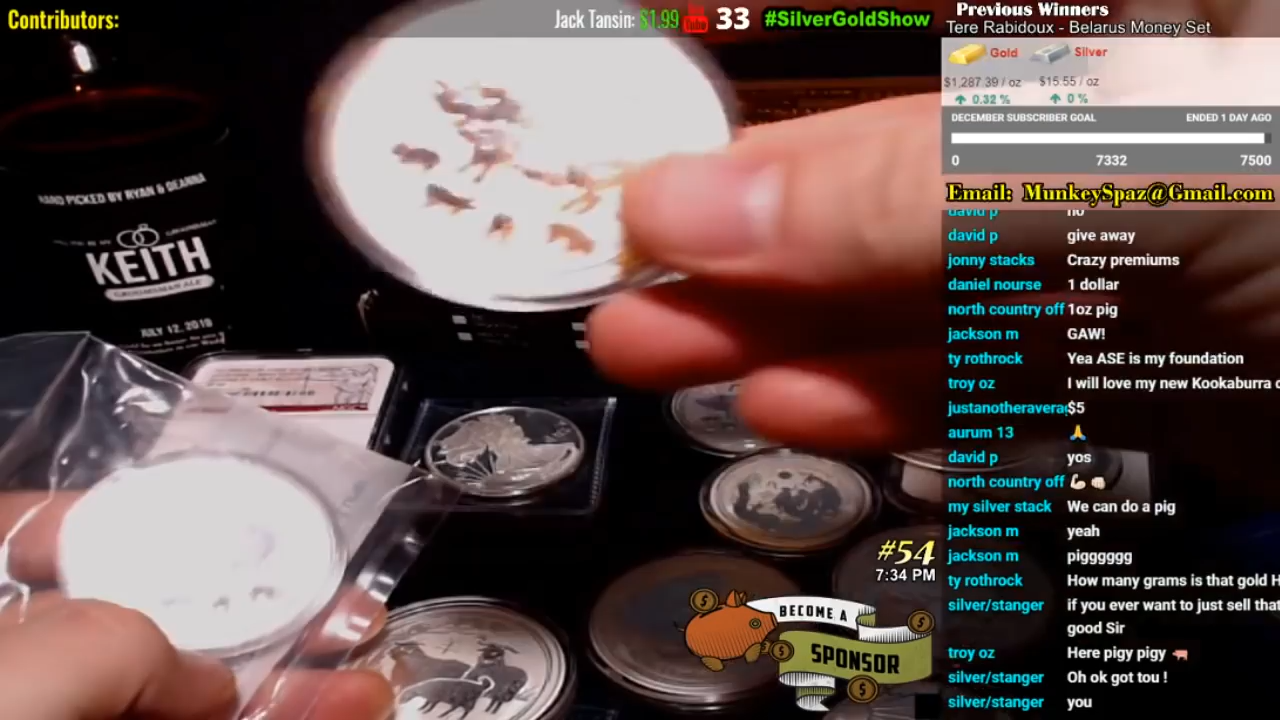 Contributors:
Jack Tansin: $1.99 YouTube 33 #SilverGoldShow
Previous Winners
Tere Rabidoux - Belarus Money Set
Gold Silver
$1,287.39 / oz $15.55 / oz
0.32 % 0 %
DECEMBER SUBSCRIBER GOAL ENDED 1 DAY AGO
0 7332 7500
Email: MunkeySpaz@Gmail.com
david p no
david p give away
jonny stacks Crazy premiums
daniel nourse 1 dollar
north country off 1oz pig
jackson m GAW!
ty rothrock Yea ASE is my foundation
troy oz I will love my new Kookaburra
justanotheravera $5
aurum 13 🙏
david p yos
north country off 💪👊
my silver stack We can do a pig
jackson m yeah
jackson m pigggggg
ty rothrock How many grams is that gold
silver/stanger if you ever want to just sell that
good Sir
troy oz Here pigy pigy 🐖
silver/stanger Oh ok got tou !
silver/stanger you
HAND PICKED BY RYAN & DEANNA
KEITH
GROOMSMAN ALE
JULY 12, 2019
#54
7:34 PM
BECOME A
SPONSOR